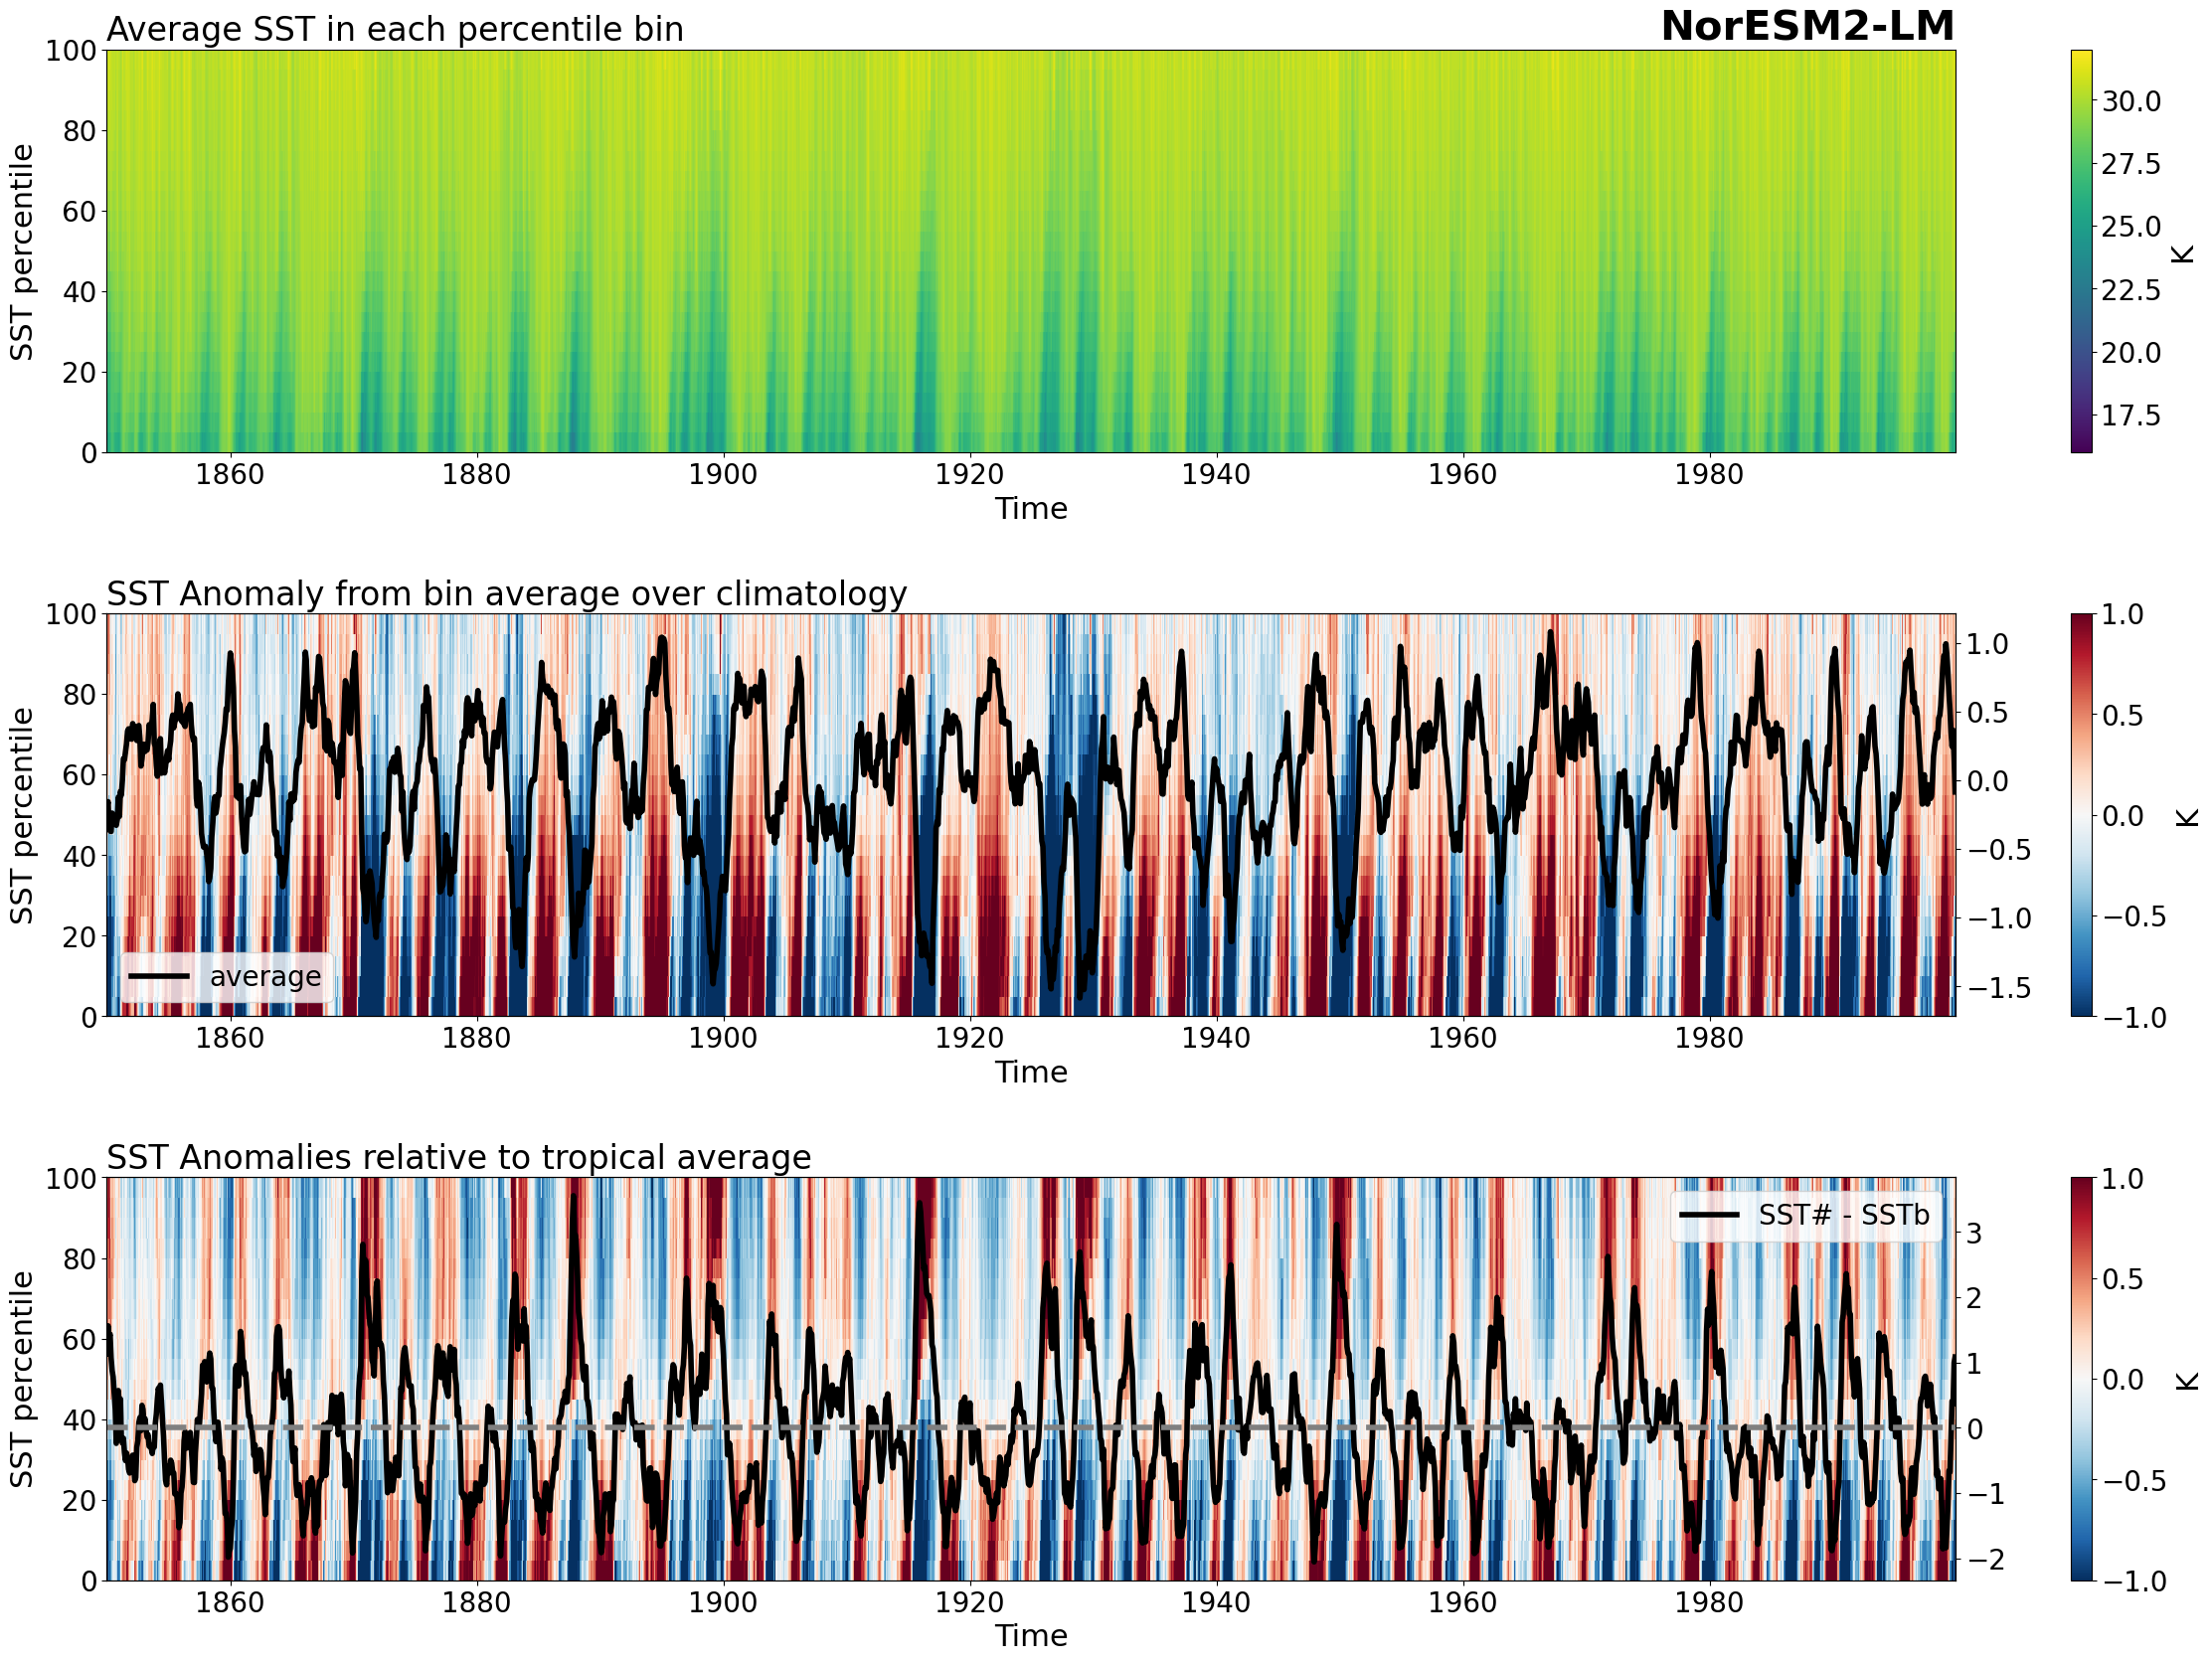 Average SST in each percentile bin
NorESM2-LM
100
80
60
40
20
0
SST percentile
1860 1880 1900 1920 1940 1960 1980
Time
30.0
27.5
25.0
22.5
20.0
17.5
K
SST Anomaly from bin average over climatology
100
80
60
40
20
0
SST percentile
average
1860 1880 1900 1920 1940 1960 1980
Time
1.0
0.5
0.0
−0.5
−1.0
−1.5
1.0
0.5
0.0
−0.5
−1.0
K
SST Anomalies relative to tropical average
100
80
60
40
20
0
SST percentile
SST# - SSTb
1860 1880 1900 1920 1940 1960 1980
Time
3
2
1
0
−1
−2
1.0
0.5
0.0
−0.5
−1.0
K